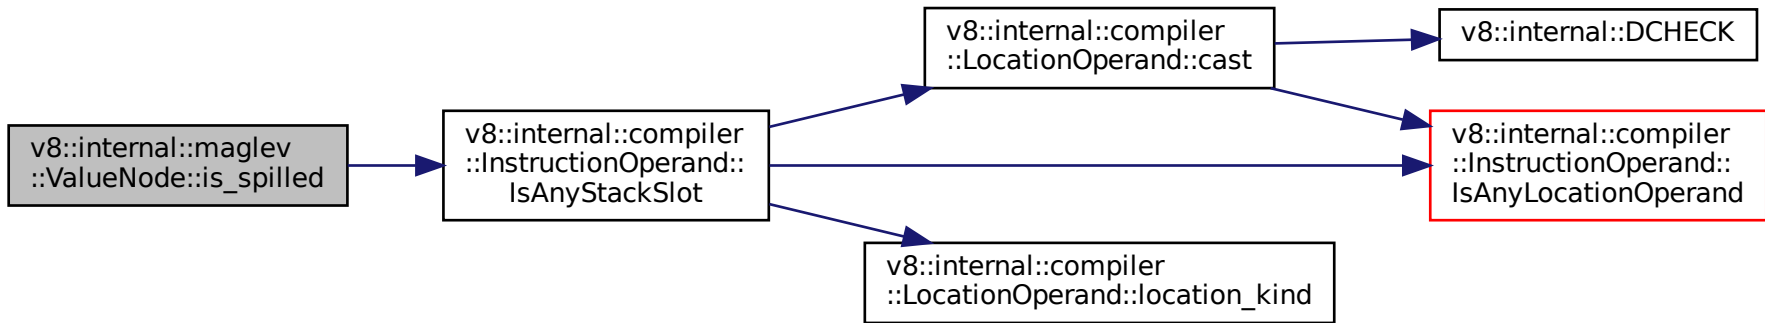 v8::internal::maglev
::ValueNode::is_spilled
v8::internal::compiler
::InstructionOperand::
IsAnyStackSlot
v8::internal::compiler
::LocationOperand::cast
v8::internal::DCHECK
v8::internal::compiler
::InstructionOperand::
IsAnyLocationOperand
v8::internal::compiler
::LocationOperand::location_kind